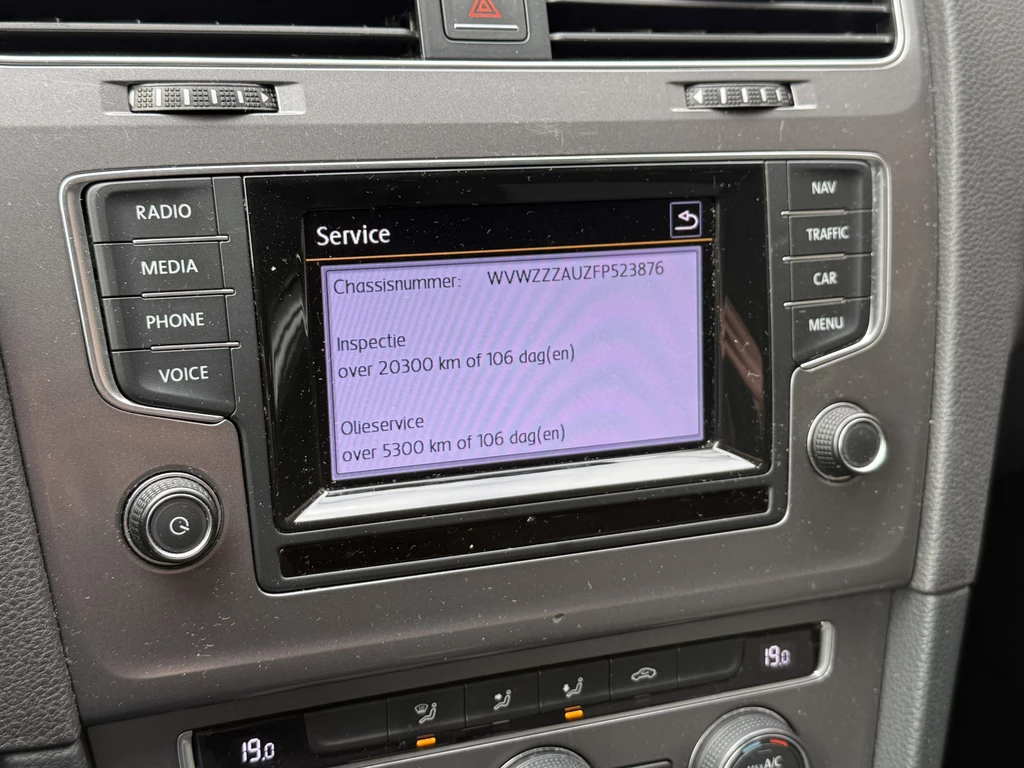 RADIO
MEDIA
PHONE
VOICE
Service
Chassisnummer: WVWZZZAUZFP523876
Inspectie
over 20300 km of 106 dag(en)
Olieservice
over 5300 km of 106 dag(en)
NAV
TRAFFIC
CAR
MENU
19.0
19.0
MAX A/C